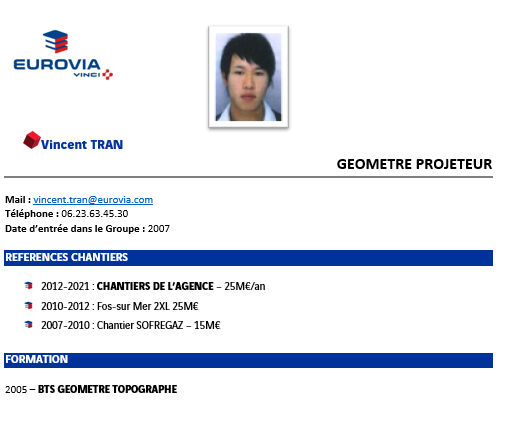 EUROVIA
VINCI
Vincent TRAN
GEOMETRE PROJETEUR
Mail : vincent.tran@eurovia.com
Téléphone : 06.23.63.45.30
Date d'entrée dans le Groupe : 2007
REFERENCES CHANTIERS
2012-2021 : CHANTIERS DE L'AGENCE – 25M€/an
2010-2012 : Fos-sur Mer 2XL 25M€
2007-2010 : Chantier SOFREGAZ – 15M€
FORMATION
2005 – BTS GEOMETRE TOPOGRAPHE